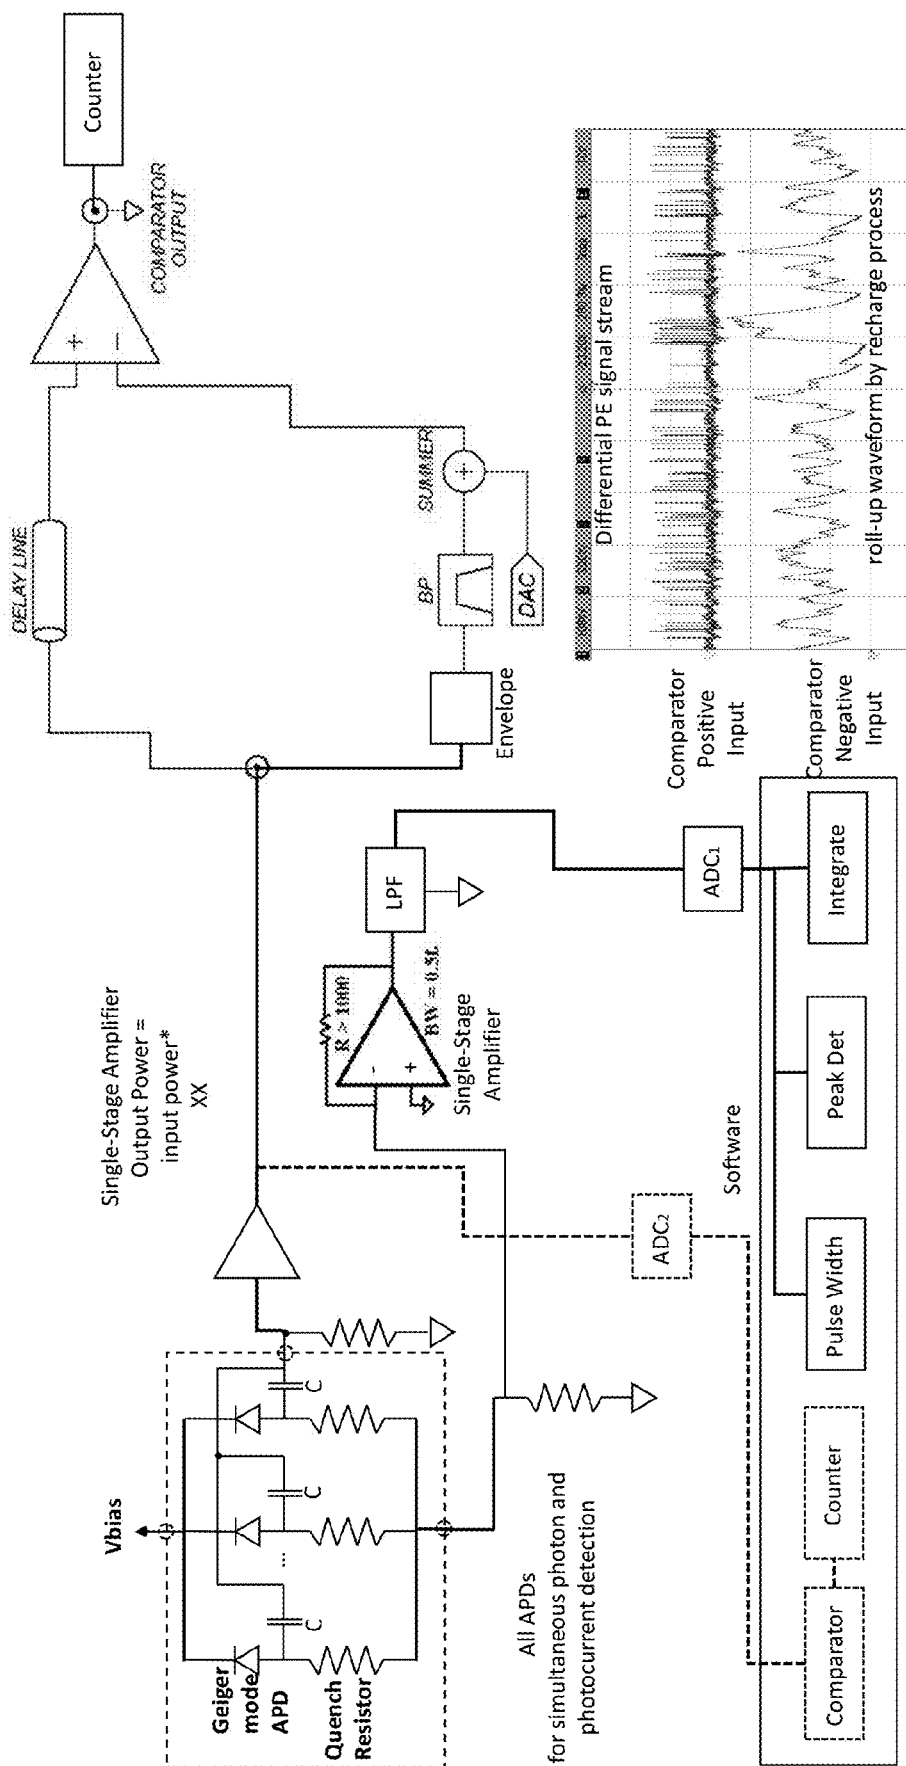 Vbias
Geiger
mode
APD
Quench
Resistor
C
C
C
...
All APDs
for simultaneous photon and
photocurrent detection
Single-Stage Amplifier
Output Power =
input power*
XX
R > 1000
-
+
Single-Stage
Amplifier
LPF
ADC1
ADC2
Software
Comparator
Counter
Pulse Width
Peak Det
Integrate
DELAY LINE
Envelope
BP
SUMMER
+
DAC
+
−
COMPARATOR
OUTPUT
Counter
Comparator
Positive
Input
Comparator
Negative
Input
Differential PE signal stream
roll-up waveform by recharge process